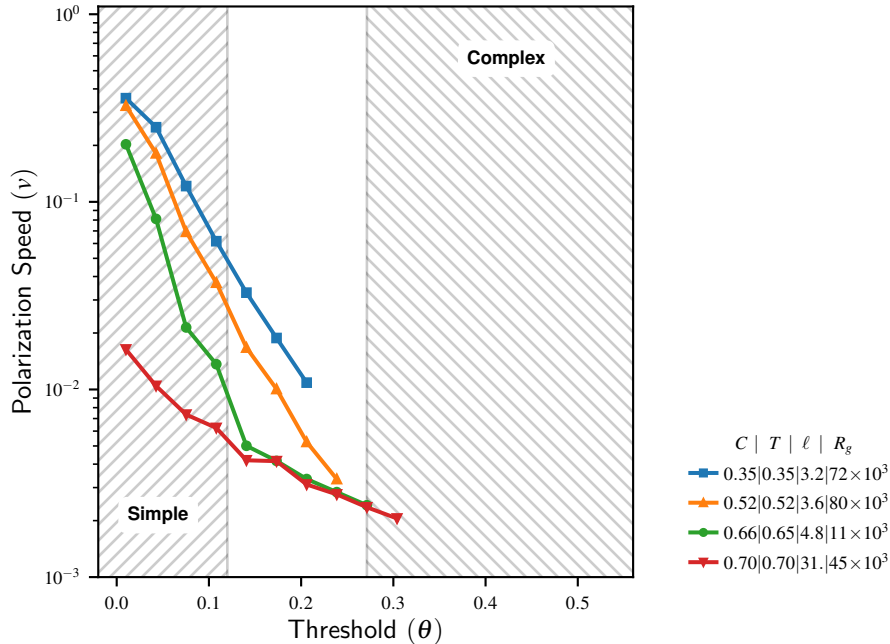 10⁰
Complex
10⁻¹
Polarization Speed (ν)
10⁻²
Simple
10⁻³
0.0 0.1 0.2 0.3 0.4 0.5
Threshold (θ)
C | T | ℓ | R_g
0.35|0.35|3.2|72×10³
0.52|0.52|3.6|80×10³
0.66|0.65|4.8|11×10³
0.70|0.70|31.|45×10³